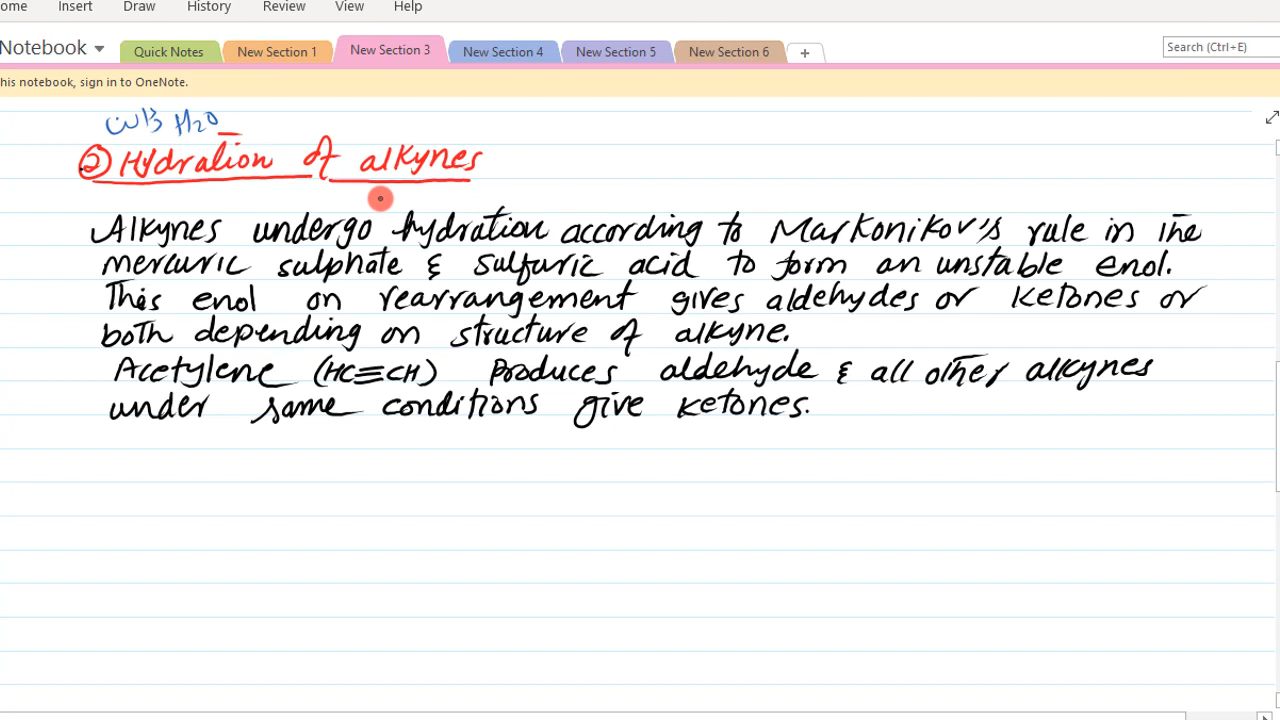 ome Insert Draw History Review View Help
Notebook Quick Notes New Section 1 New Section 3 New Section 4 New Section 5 New Section 6 + Search (Ctrl+E)
his notebook, sign in to OneNote.
H₂O
② Hydration of alkynes
Alkynes undergo hydration according to Markonikov's rule in the
mercuric sulphate & sulfuric acid to form an unstable enol.
This enol on rearrangement gives aldehydes or ketones or
both depending on structure of alkyne.
Acetylene (HC≡CH) produces aldehyde & all other alkynes
under same conditions give ketones.